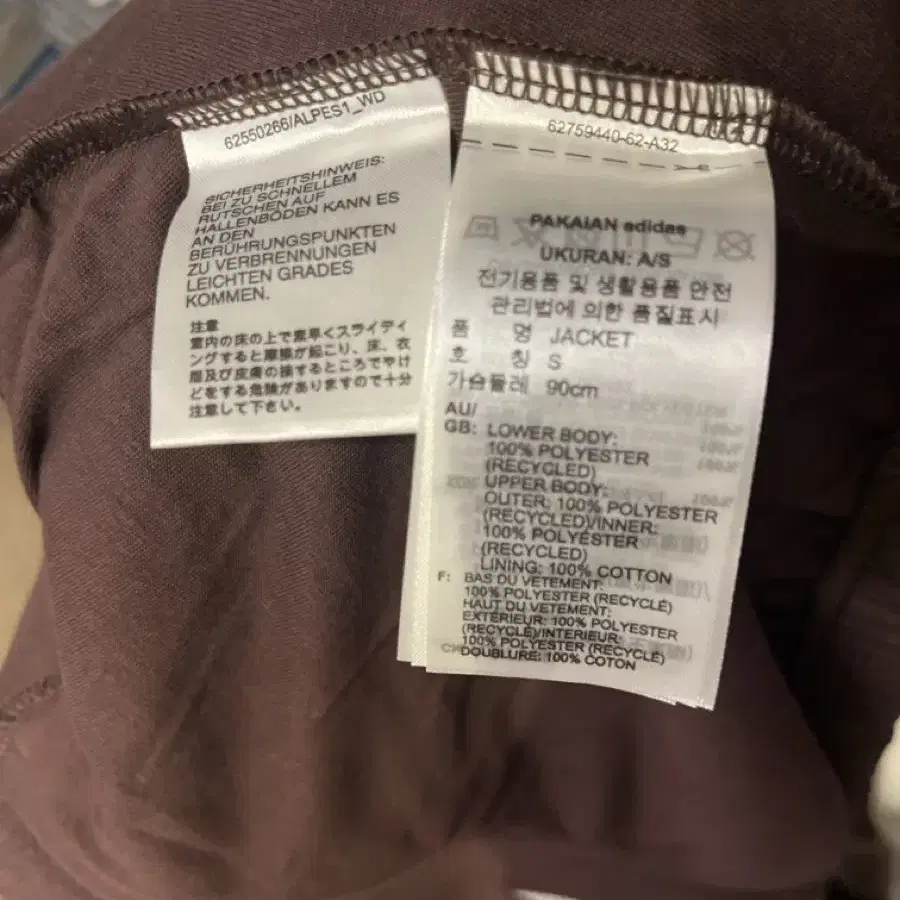 62550266/ALPES1_WD
SICHERHEITSHINWEIS:
BEI ZU SCHNELLEM
RUTSCHEN AUF
HALLENBÖDEN KANN ES
AN DEN
BERÜHRUNGSPUNKTEN
ZU VERBRENNUNGEN
LEICHTEN GRADES
KOMMEN.
注意
室内の床の上で素早くスライディ
ングすると摩擦が起こり、床、衣
服及び皮膚の接するところでやけ
どをする危険がありますので十分
注意して下さい。
62759440-62-A32
PAKAIAN adidas
UKURAN: A/S
전기용품 및 생활용품 안전
관리법에 의한 품질표시
품 명 JACKET
호 칭 S
가슴둘레 90cm
AU/
GB: LOWER BODY:
100% POLYESTER
(RECYCLED)
UPPER BODY:
OUTER: 100% POLYESTER
(RECYCLED)/INNER:
100% POLYESTER
(RECYCLED)
LINING: 100% COTTON
F: BAS DU VETEMENT:
100% POLYESTER (RECYCLÉ)
HAUT DU VETEMENT:
EXTERIEUR: 100% POLYESTER
(RECYCLÉ)/INTERIEUR:
100% POLYESTER (RECYCLÉ)
DOUBLURE: 100% COTON